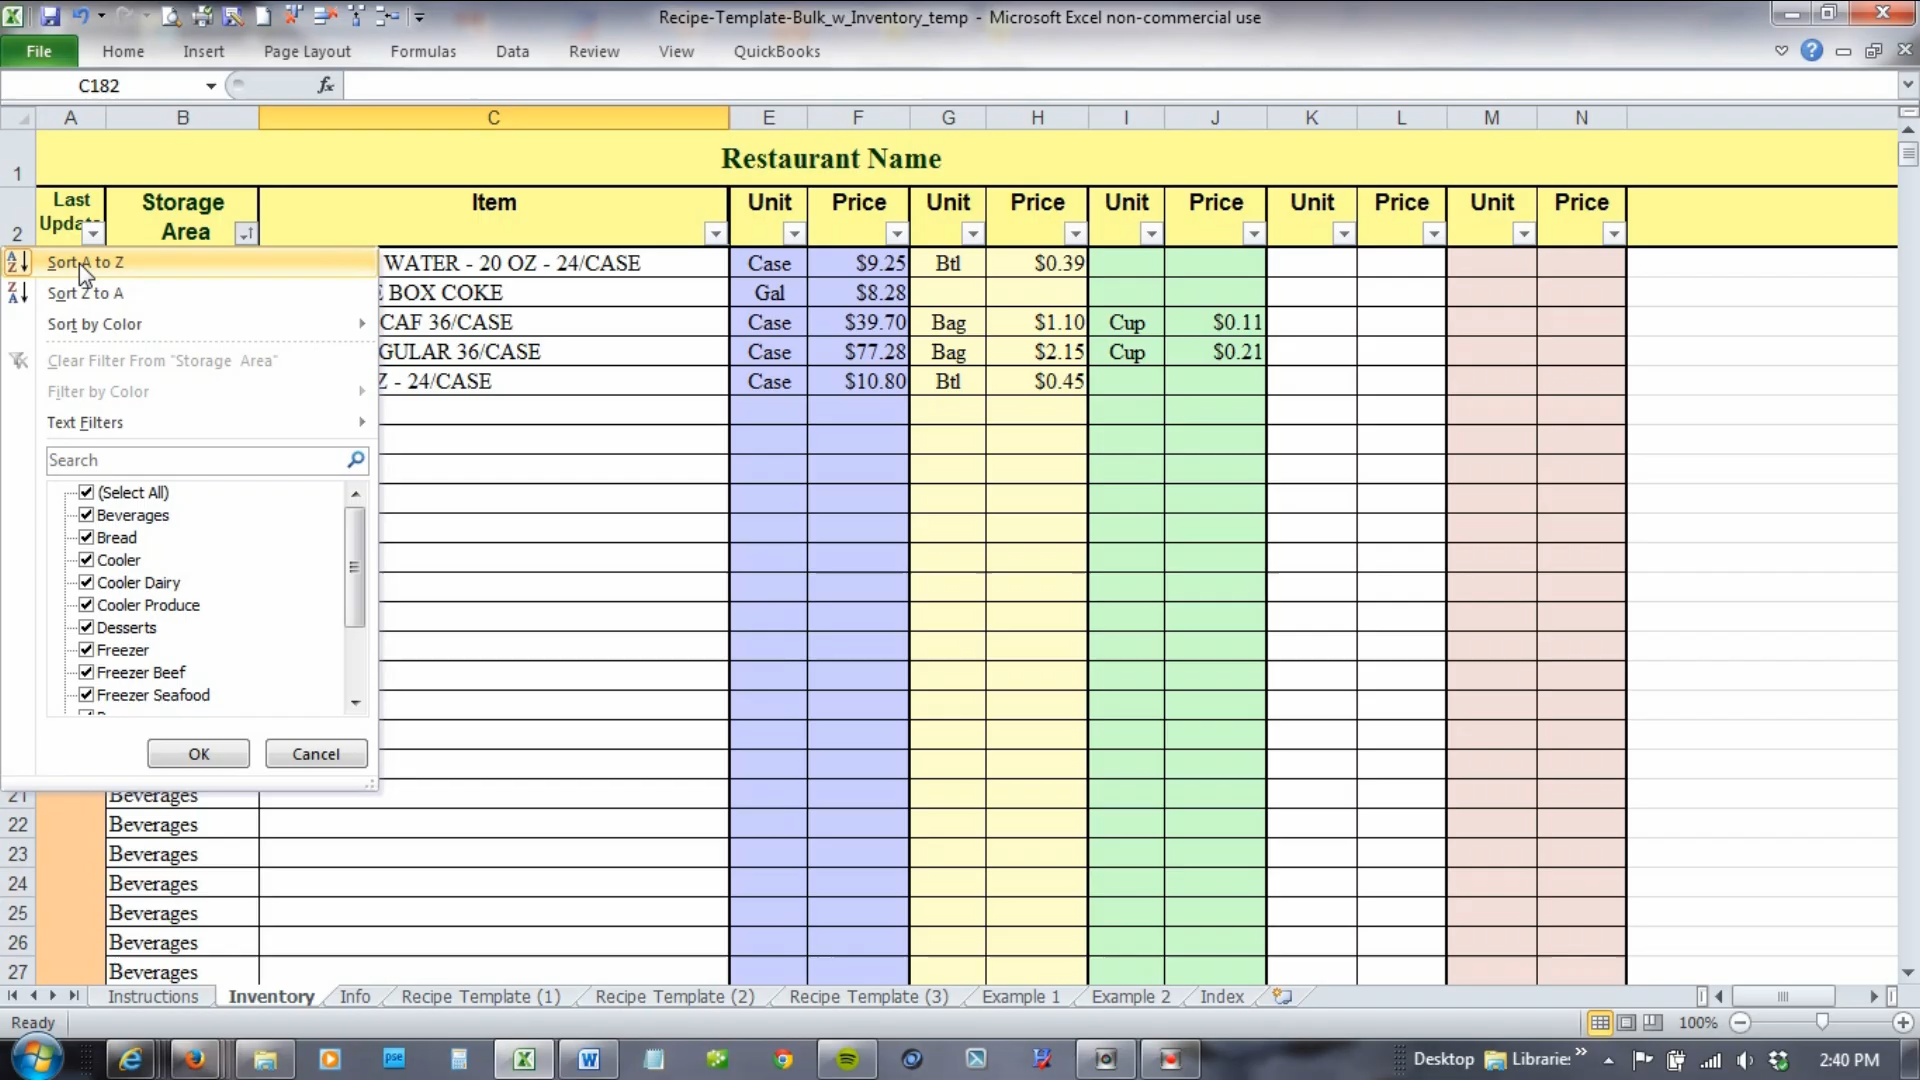 Recipe-Template-Bulk_w_Inventory_temp - Microsoft Excel non-commercial use
File Home Insert Page Layout Formulas Data Review View QuickBooks
C182 fx
A B C E F G H I J K L M N
1 Restaurant Name
2 Last Storage Item Unit Price Unit Price Unit Price Unit Price Unit Price
Area
Sort A to Z WATER - 20 OZ - 24/CASE Case $9.25 Btl $0.39
Sort Z to A BOX COKE Gal $8.28
Sort by Color CAF 36/CASE Case $39.70 Bag $1.10 Cup $0.11
Clear Filter From "Storage Area" GULAR 36/CASE Case $77.28 Bag $2.15 Cup $0.21
Filter by Color Z - 24/CASE Case $10.80 Btl $0.45
Text Filters
Search
(Select All)
Beverages
Bread
Cooler
Cooler Dairy
Cooler Produce
Desserts
Freezer
Freezer Beef
Freezer Seafood
OK Cancel
21 Beverages
22 Beverages
23 Beverages
24 Beverages
25 Beverages
26 Beverages
27 Beverages
Instructions Inventory Info Recipe Template (1) Recipe Template (2) Recipe Template (3) Example 1 Example 2 Index
Ready 100%
pse Desktop 2:40 PM